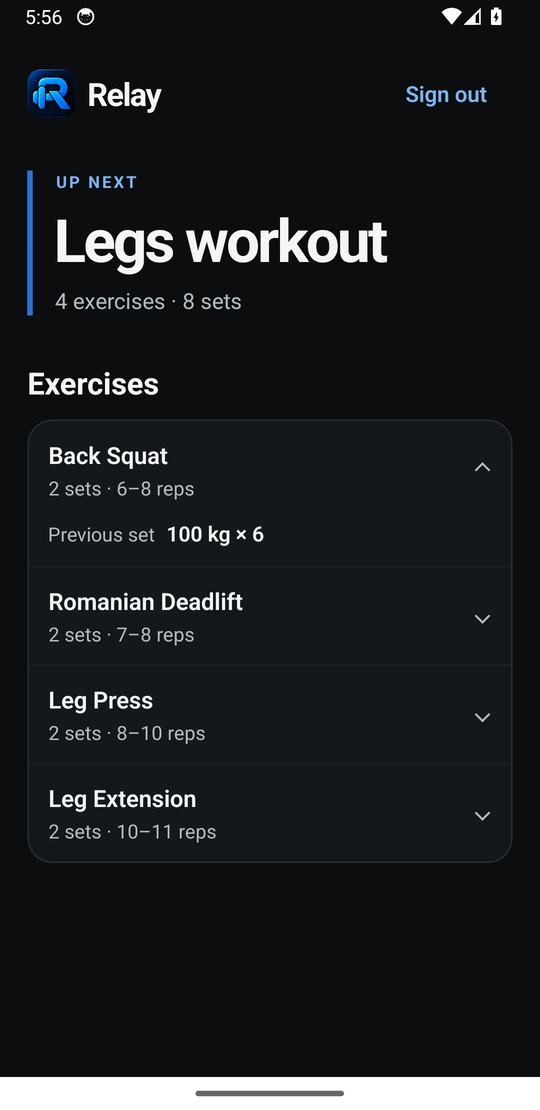 5:56
Relay
Sign out
UP NEXT
Legs workout
4 exercises · 8 sets
Exercises
Back Squat
2 sets · 6–8 reps
Previous set 100 kg × 6
Romanian Deadlift
2 sets · 7–8 reps
Leg Press
2 sets · 8–10 reps
Leg Extension
2 sets · 10–11 reps